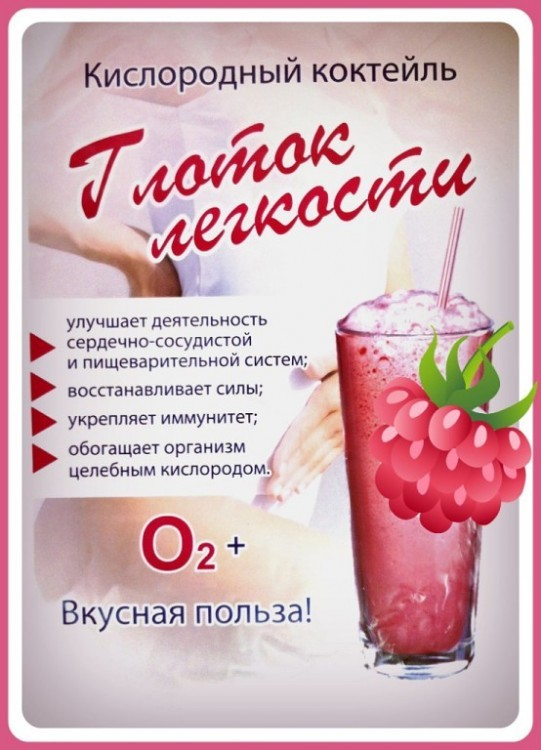 Кислородный коктейль
Глоток
легкости
улучшает деятельность
сердечно-сосудистой
и пищеварительной систем;
восстанавливает силы;
укрепляет иммунитет;
обогащает организм
целебным кислородом.
O₂ +
Вкусная польза!